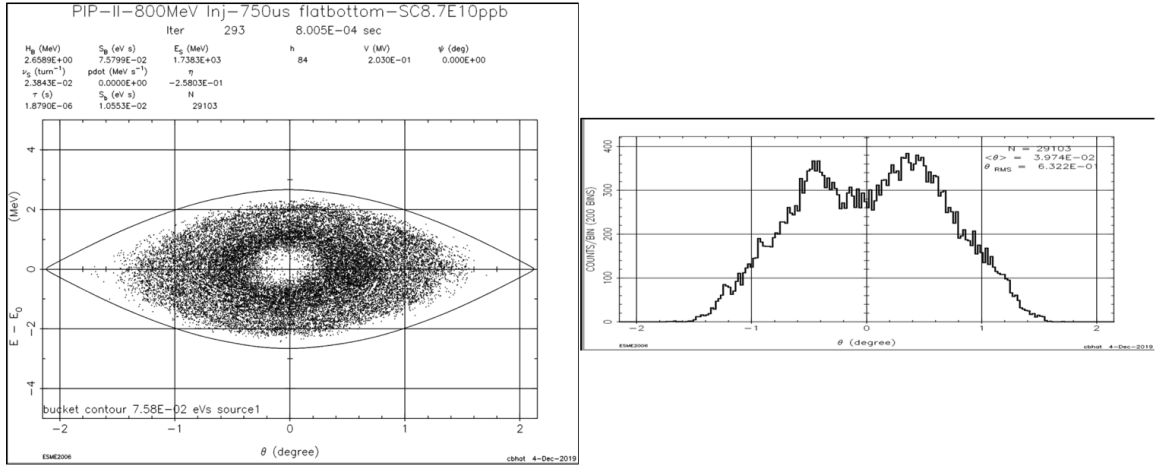 PIP-II-800MeV Inj-750us flatbottom-SC8.7E10ppb
Iter 293 8.005E-04 sec
H_B (MeV) S_B (eV s) E_S (MeV) h V (MV) ψ (deg)
2.6589E+00 7.5799E-02 1.7383E+03 84 2.030E-01 0.000E+00
ν_S (turn⁻¹) pdot (MeV s⁻¹) η
2.3843E-02 0.0000E+00 -2.5803E-01
τ (s) S_b (eV s) N
1.8790E-06 1.0553E-02 29103
E - E_0 (MeV)
4
2
0
-2
-4
bucket contour 7.58E-02 eVs source1
-2 -1 0 1 2
θ (degree)
ESME2006 cbhat 4-Dec-2019
COUNTS/BIN (200 BINS)
400
300
200
100
0
N = 29103
<θ> = 3.974E-02
θ RMS = 6.322E-01
-2 -1 0 1 2
θ (degree)
ESME2006 cbhat 4-Dec-2019